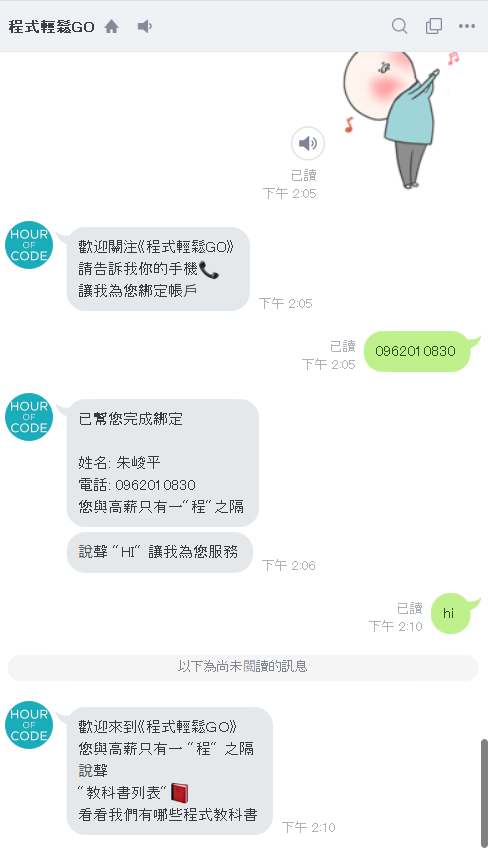 程式輕鬆GO
已讀
下午 2:05
HOUR
OF
CODE
歡迎關注《程式輕鬆GO》
請告訴我你的手機📞
讓我為您綁定帳戶
下午 2:05
已讀
下午 2:05
0962010830
HOUR
OF
CODE
已幫您完成綁定
姓名: 朱峻平
電話: 0962010830
您與高薪只有一“程“之隔
說聲 “HI“ 讓我為您服務
下午 2:06
已讀
下午 2:10
hi
以下為尚未閱讀的訊息
HOUR
OF
CODE
歡迎來到《程式輕鬆GO》
您與高薪只有一 “程“ 之隔
說聲
“教科書列表“📕
看看我們有哪些程式教科書
下午 2:10